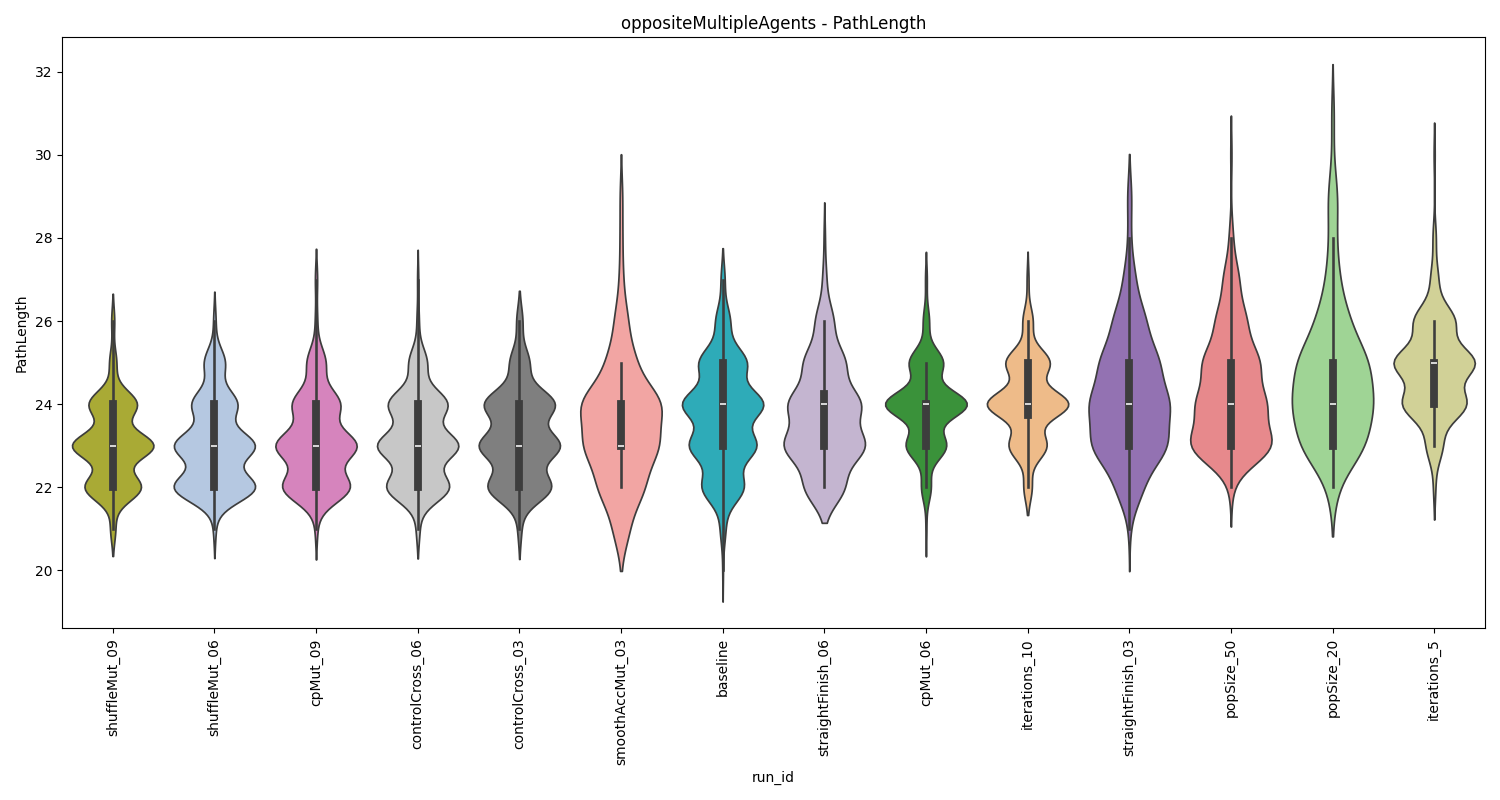 oppositeMultipleAgents - PathLength
PathLength
32
30
28
26
24
22
20
shuffleMut_09
shuffleMut_06
cpMut_09
controlCross_06
controlCross_03
smoothAccMut_03
baseline
straightFinish_06
cpMut_06
iterations_10
straightFinish_03
popSize_50
popSize_20
iterations_5
run_id